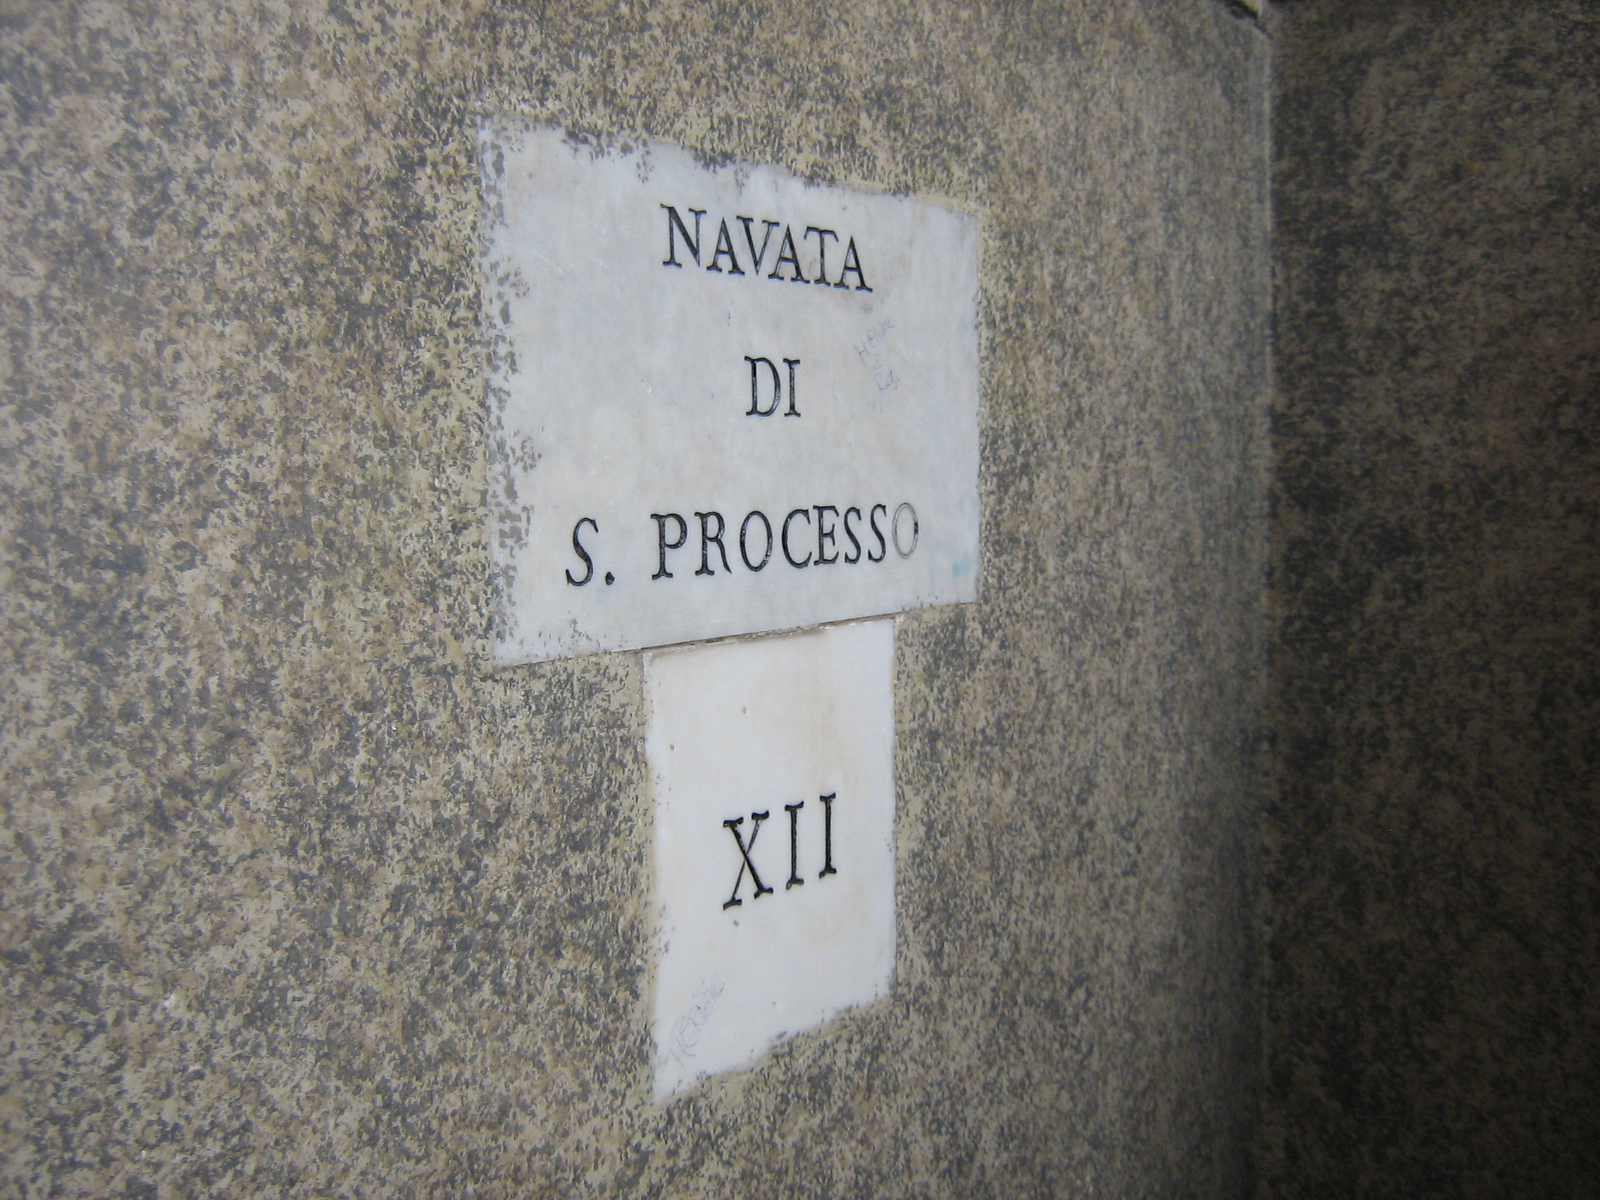 NAVATA
DI
S. PROCESSO
XII